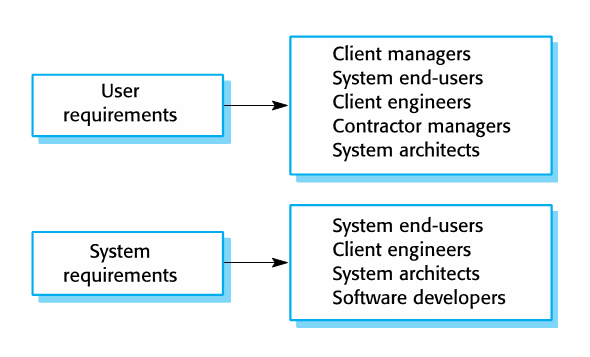 User
requirements
Client managers
System end-users
Client engineers
Contractor managers
System architects
System
requirements
System end-users
Client engineers
System architects
Software developers